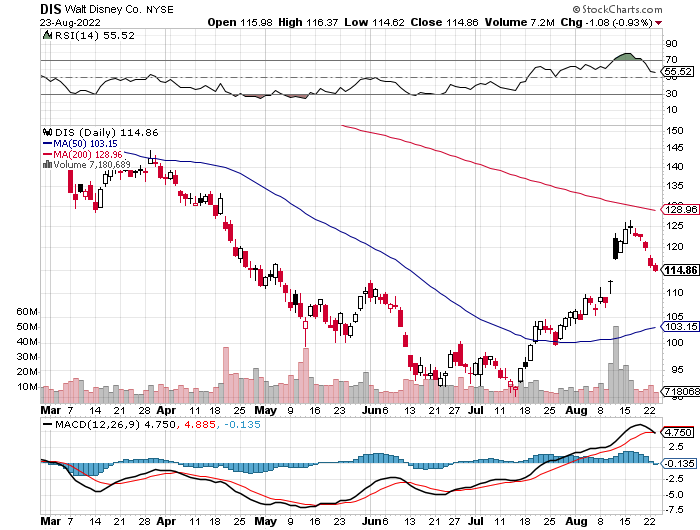 DIS Walt Disney Co. NYSE © StockCharts.com
23-Aug-2022 Open 115.98 High 116.37 Low 114.62 Close 114.86 Volume 7.2M Chg -1.08 (-0.93%)
RSI(14) 55.52
90
70
55.52
50
30
10
DIS (Daily) 114.86
MA(50) 103.15
MA(200) 128.96
Volume 7,180,689
150
145
140
135
130
128.96
125
120
114.86
110
105
103.15
100
95
90
718068
60M
50M
40M
30M
20M
10M
Mar 7 14 21 28 Apr 11 18 25 May 9 16 23 Jun 6 13 21 27 Jul 11 18 25 Aug 8 15 22
MACD(12,26,9) 4.750, 4.885, -0.135
4.750
2.5
-0.135
-2.5
-5.0
-7.5
Mar 7 14 21 28 Apr 11 18 25 May 9 16 23 Jun 6 13 21 27 Jul 11 18 25 Aug 8 15 22